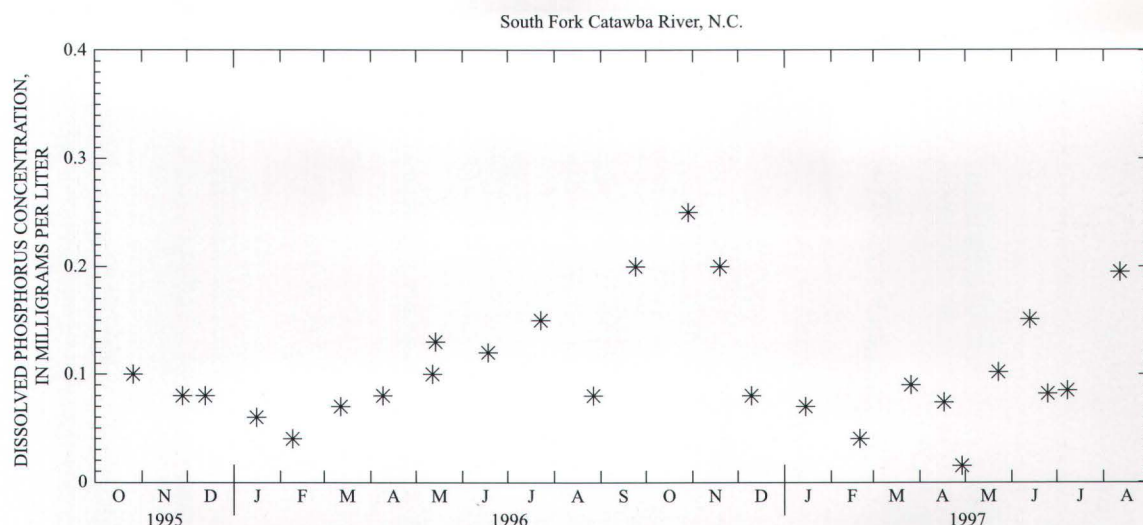 South Fork Catawba River, N.C.
DISSOLVED PHOSPHORUS CONCENTRATION,
IN MILLIGRAMS PER LITER
0.4
0.3
0.2
0.1
0
O N D J F M A M J J A S O N D J F M A M J J A
1995 1996 1997